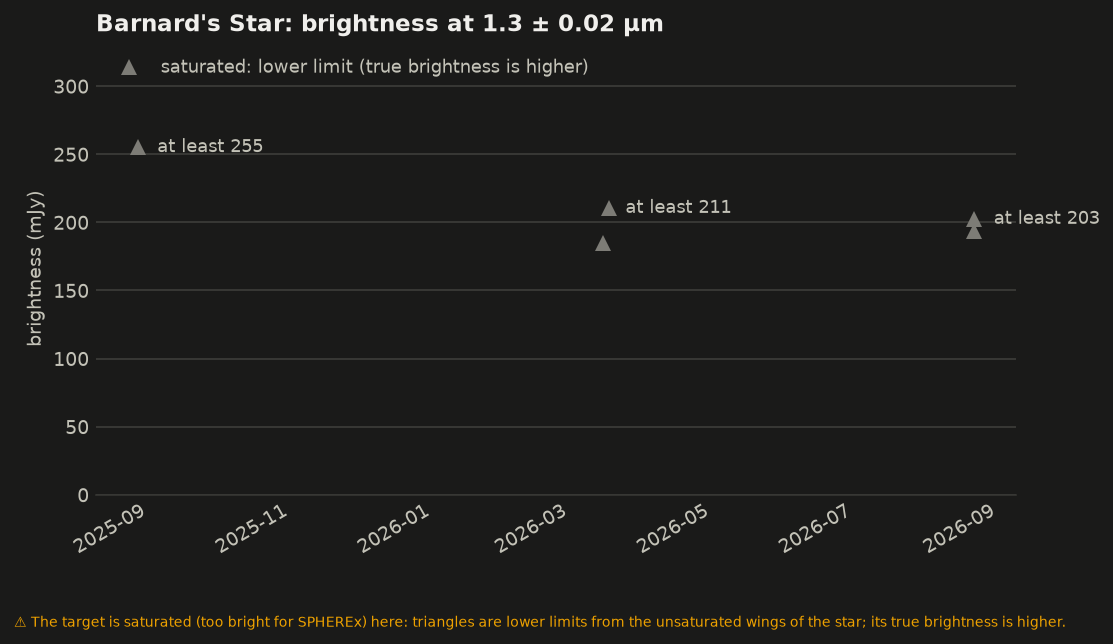 Barnard's Star: brightness at 1.3 ± 0.02 µm
▲ saturated: lower limit (true brightness is higher)
300
at least 255
250
at least 211
at least 203
200
150
100
50
0
brightness (mJy)
2025-09
2025-11
2026-01
2026-03
2026-05
2026-07
2026-09
⚠ The target is saturated (too bright for SPHEREx) here: triangles are lower limits from the unsaturated wings of the star; its true brightness is higher.